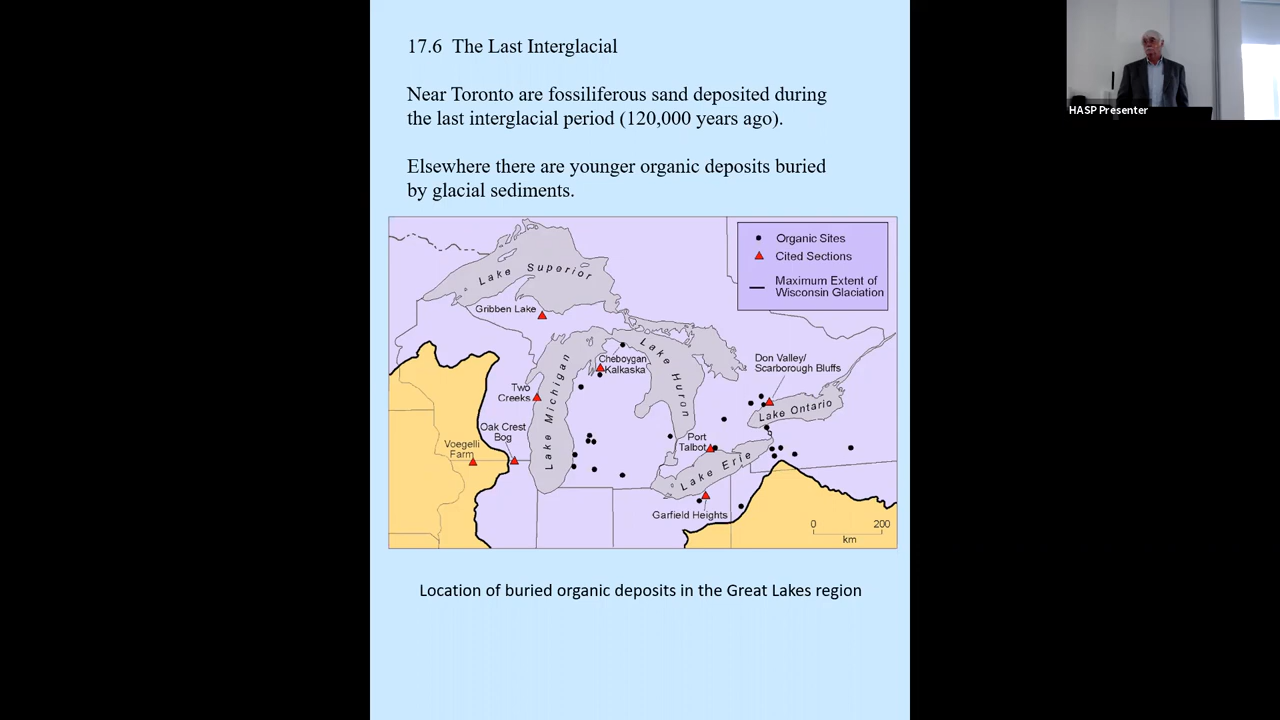 17.6 The Last Interglacial
Near Toronto are fossiliferous sand deposited during
the last interglacial period (120,000 years ago).
Elsewhere there are younger organic deposits buried
by glacial sediments.
Organic Sites
Cited Sections
Maximum Extent of
Wisconsin Glaciation
Lake Superior
Gribben Lake
Cheboygan
Kalkaska
Lake Huron
Don Valley/
Scarborough Bluffs
Two
Creeks
Lake Michigan
Lake Ontario
Oak Crest
Bog
Voegelli
Farm
Port
Talbot
Lake Erie
Garfield Heights
0 200
km
Location of buried organic deposits in the Great Lakes region
HASP Presenter